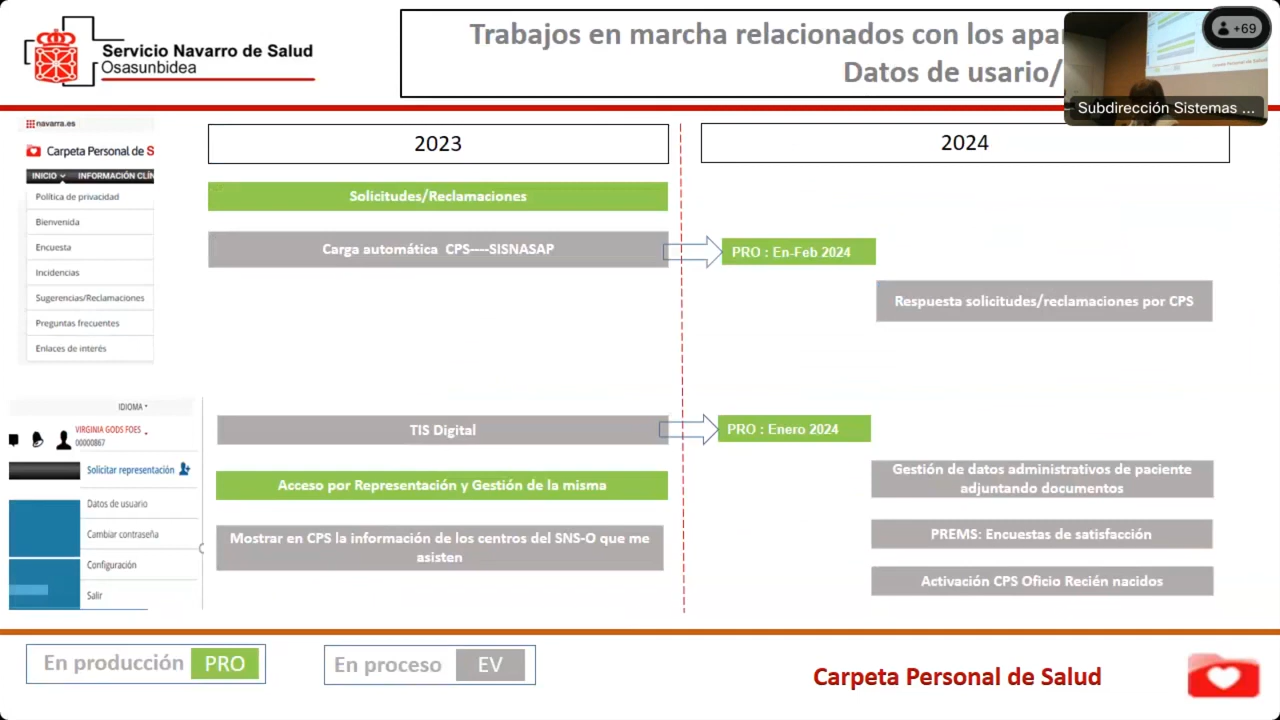 Servicio Navarro de Salud
Osasunbidea
Trabajos en marcha relacionados con los
Datos de usario/
+69
Subdirección Sistemas ...
navarra.es
Carpeta Personal de S
INICIO INFORMACIÓN CLÍN
Política de privacidad
Bienvenida
Encuesta
Incidencias
Sugerencias/Reclamaciones
Preguntas frecuentes
Enlaces de interés
2023
2024
Solicitudes/Reclamaciones
Carga automática CPS----SISNASAP
PRO : En-Feb 2024
Respuesta solicitudes/reclamaciones por CPS
IDIOMA
VIRGINIA GODS FOES
00000867
Solicitar representación
Datos de usuario
Cambiar contraseña
Configuración
Salir
TIS Digital
PRO : Enero 2024
Acceso por Representación y Gestión de la misma
Gestión de datos administrativos de paciente
adjuntando documentos
Mostrar en CPS la información de los centros del SNS-O que me
asisten
PREMS: Encuestas de satisfacción
Activación CPS Oficio Recién nacidos
En producción PRO
En proceso EV
Carpeta Personal de Salud